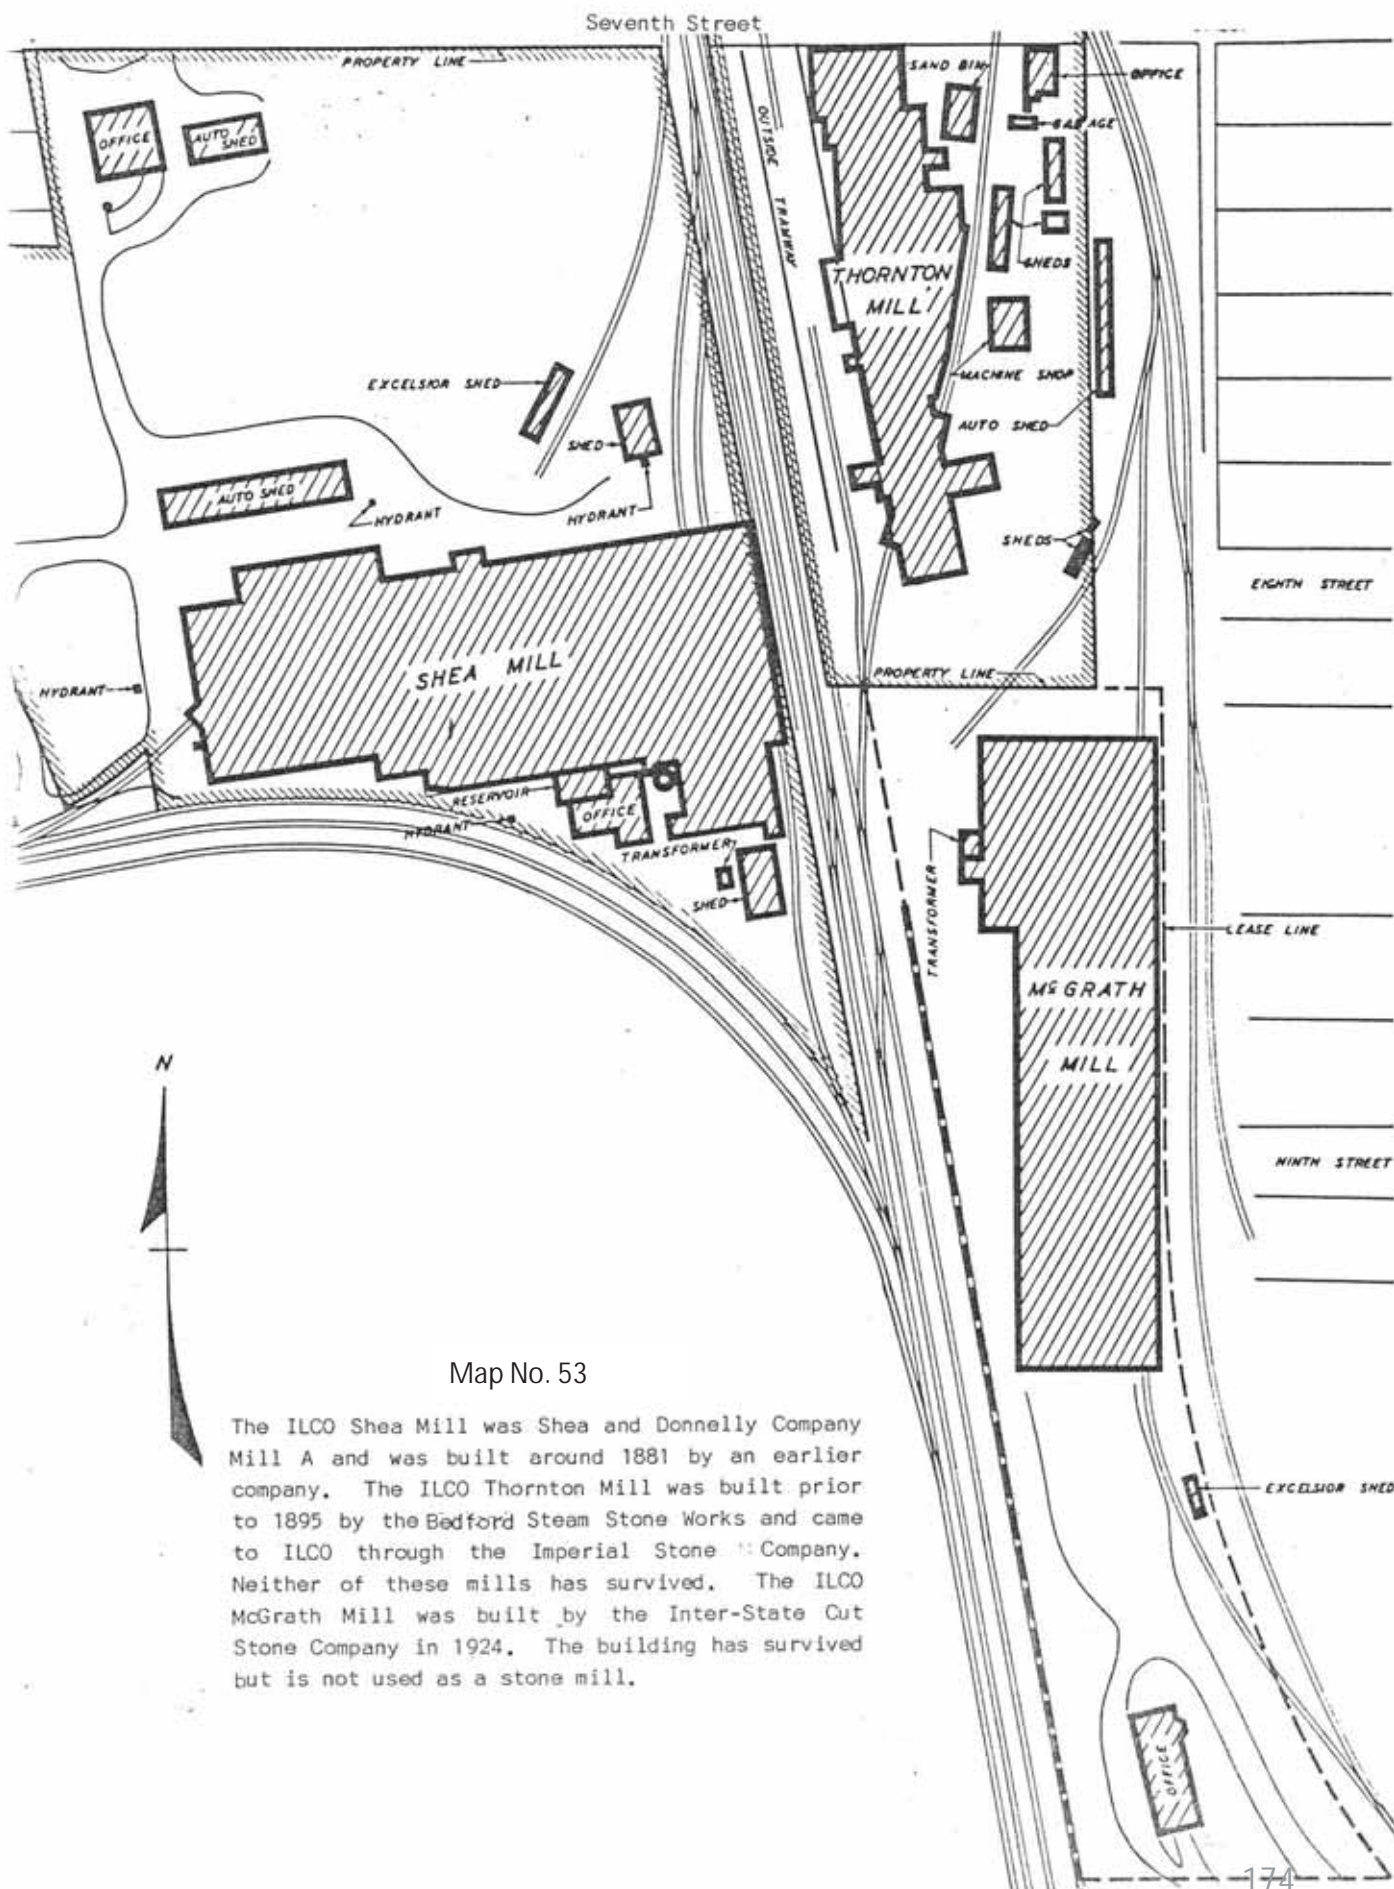 Seventh Street
PROPERTY LINE
OFFICE
AUTO
SHED
OUTSIDE TRAMWAY
SAND BIN
OFFICE
SHEDS
THORNTON
MILL
MACHINE SHOP
AUTO SHED
EXCELSIOR SHED
SHED
AUTO SHED
HYDRANT
HYDRANT
SHEDS
EIGHTH STREET
SHEA MILL
HYDRANT
PROPERTY LINE
RESERVOIR
OFFICE
HYDRANT
TRANSFORMER
SHED
TRANSFORMER
LEASE LINE
McGRATH
MILL
N
NINTH STREET
Map No. 53
The ILCO Shea Mill was Shea and Donnelly Company
Mill A and was built around 1881 by an earlier
company. The ILCO Thornton Mill was built prior
to 1895 by the Bedford Steam Stone Works and came
to ILCO through the Imperial Stone Company.
Neither of these mills has survived. The ILCO
McGrath Mill was built by the Inter-State Cut
Stone Company in 1924. The building has survived
but is not used as a stone mill.
EXCELSIOR SHED
OFFICE
174